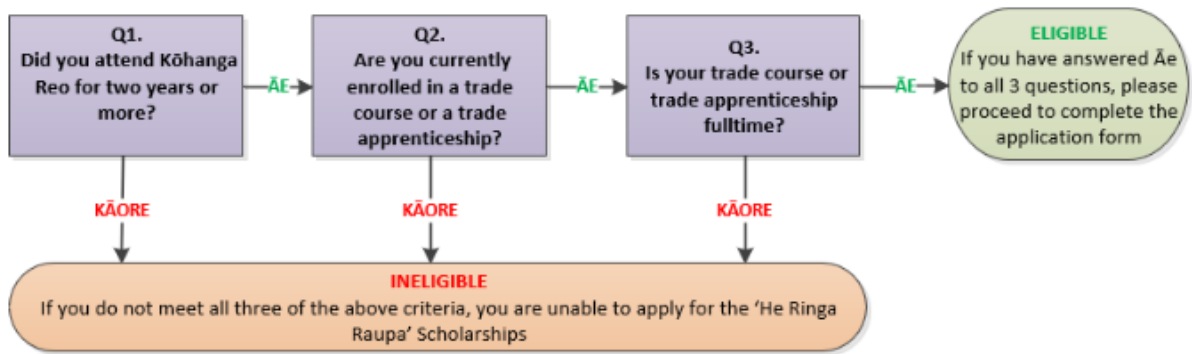 Q1.
Did you attend Kōhanga
Reo for two years or
more?
ĀE
Q2.
Are you currently
enrolled in a trade
course or a trade
apprenticeship?
ĀE
Q3.
Is your trade course or
trade apprenticeship
fulltime?
ĀE
ELIGIBLE
If you have answered Āe
to all 3 questions, please
proceed to complete the
application form
KĀORE
KĀORE
KĀORE
INELIGIBLE
If you do not meet all three of the above criteria, you are unable to apply for the ‘He Ringa
Raupa’ Scholarships